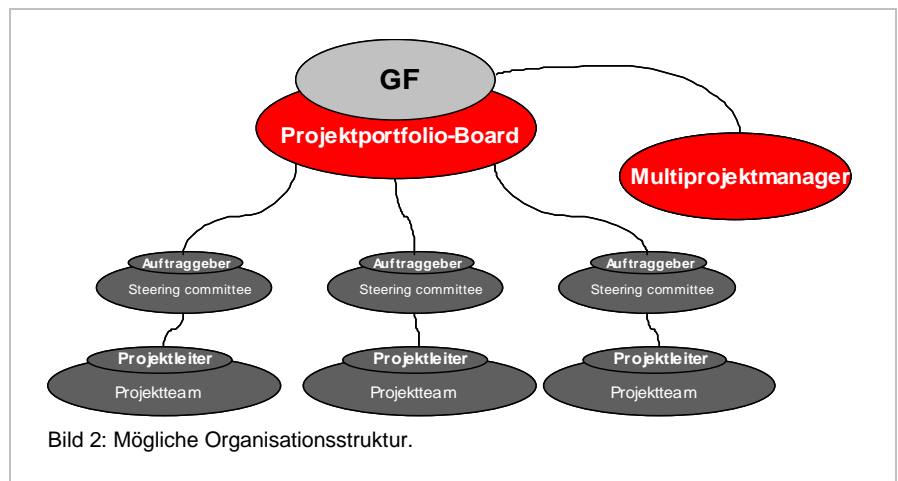 GF
Projektportfolio-Board
Multiprojektmanager
Auftraggeber
Steering committee
Auftraggeber
Steering committee
Auftraggeber
Steering committee
Projektleiter
Projektteam
Projektleiter
Projektteam
Projektleiter
Projektteam
Bild 2: Mögliche Organisationsstruktur.